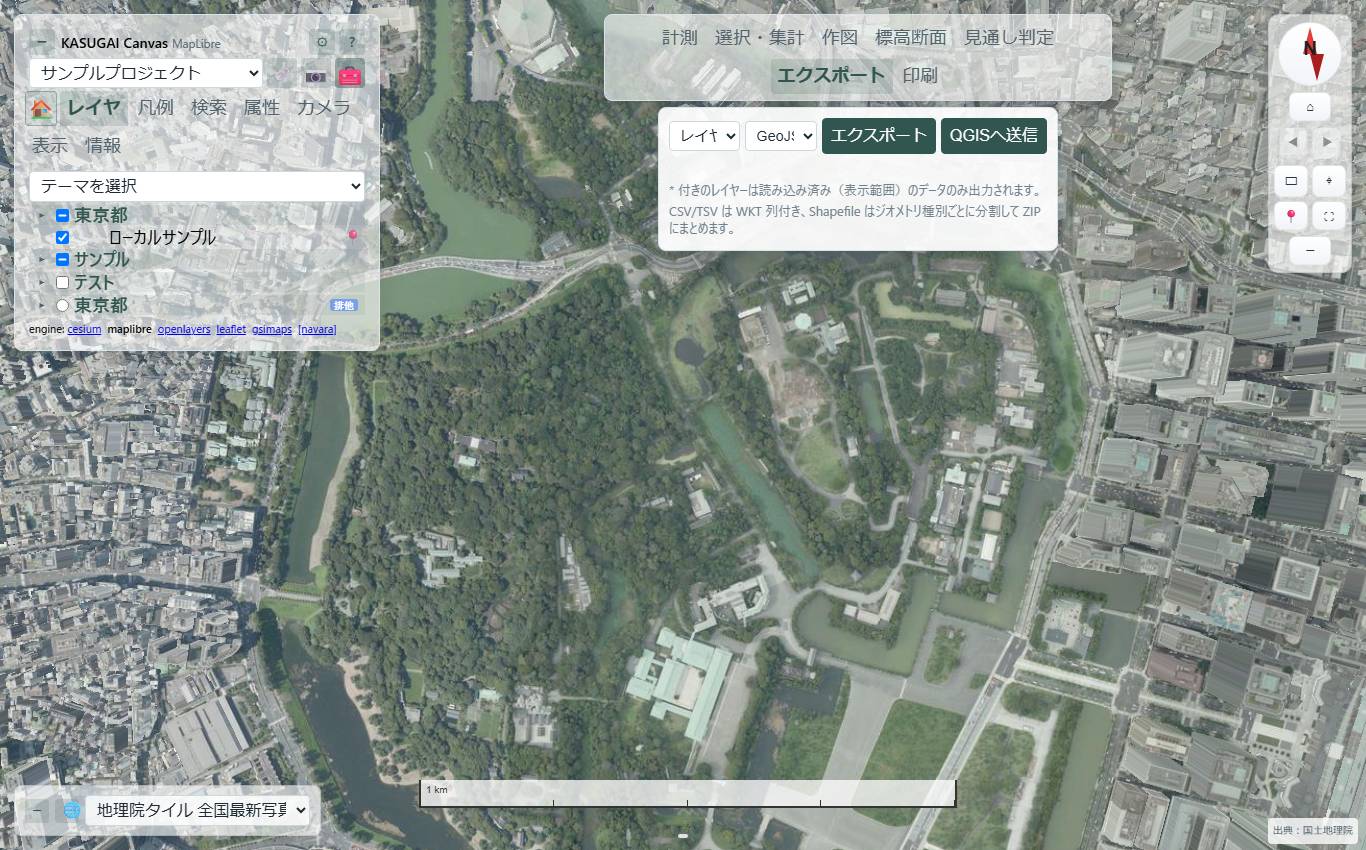 KASUGAI Canvas MapLibre
?
サンプルプロジェクト
レイヤ 凡例 検索 属性 カメラ
表示 情報
テーマを選択
東京都
ローカルサンプル
サンプル
テスト
東京都 排他
engine: cesium maplibre openlayers leaflet gsimaps [navara]
計測 選択・集計 作図 標高断面 見通し判定
エクスポート 印刷
レイヤ GeoJS エクスポート QGISへ送信
* 付きのレイヤーは読み込み済み（表示範囲）のデータのみ出力されます。
CSV/TSV は WKT 列付き、Shapefile はジオメトリ種別ごとに分割して ZIP
にまとめます。
N
1 km
地理院タイル 全国最新写真
出典：国土地理院